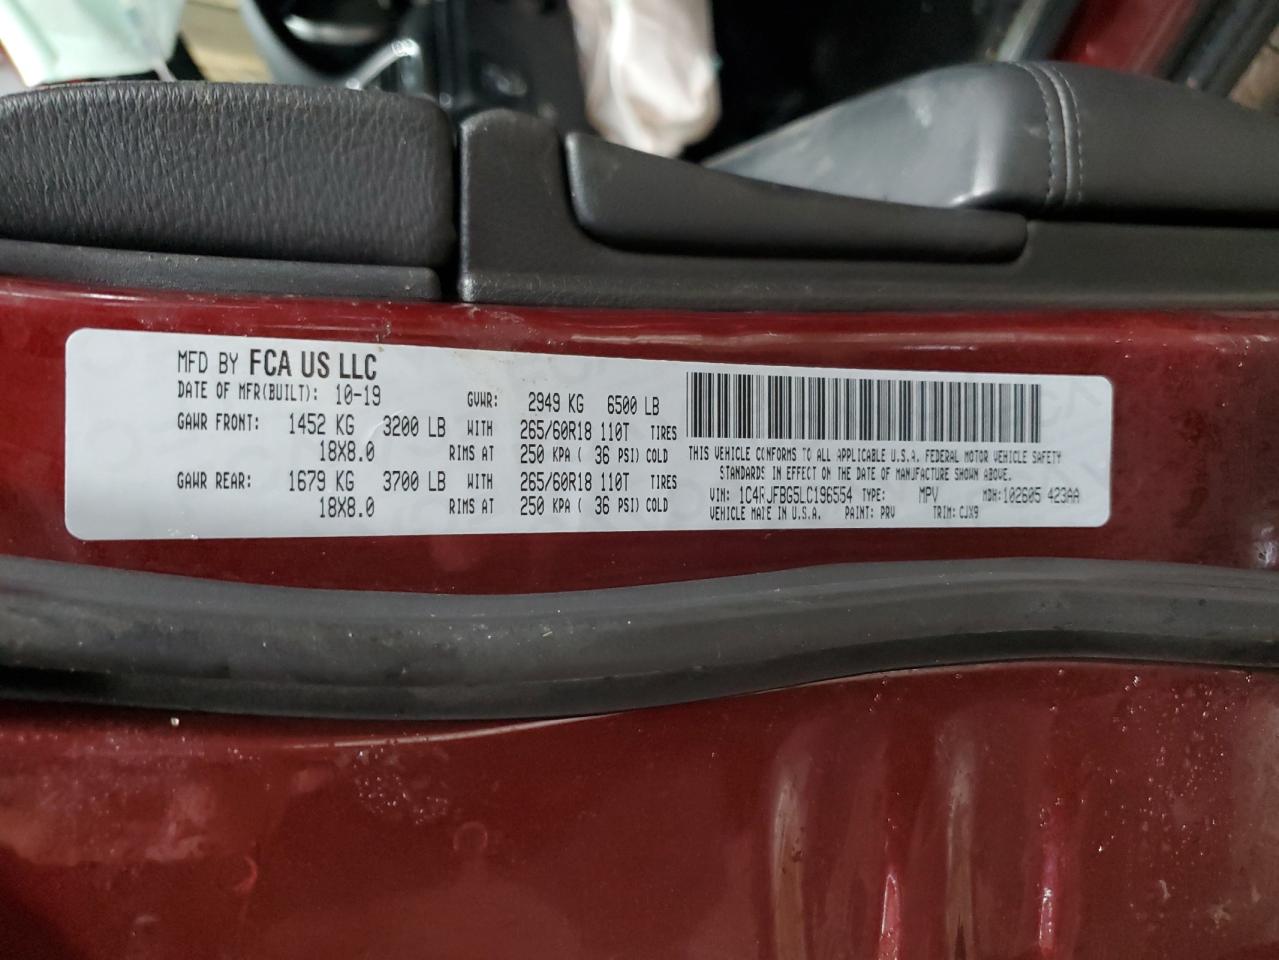 MFD BY FCA US LLC
DATE OF MFR(BUILT): 10-19 GVWR: 2949 KG 6500 LB
GAWR FRONT: 1452 KG 3200 LB WITH 265/60R18 110T TIRES
18X8.0 RIMS AT 250 KPA ( 36 PSI) COLD
GAWR REAR: 1679 KG 3700 LB WITH 265/60R18 110T TIRES
18X8.0 RIMS AT 250 KPA ( 36 PSI) COLD
THIS VEHICLE CONFORMS TO ALL APPLICABLE U.S.A. FEDERAL MOTOR VEHICLE SAFETY
STANDARDS IN EFFECT ON THE DATE OF MANUFACTURE SHOWN ABOVE.
VIN: 1C4RJFBG5LC196554 TYPE: MPV MDH: 102605 423AA
VEHICLE MADE IN U.S.A. PAINT: PRV TRIM: CJX9